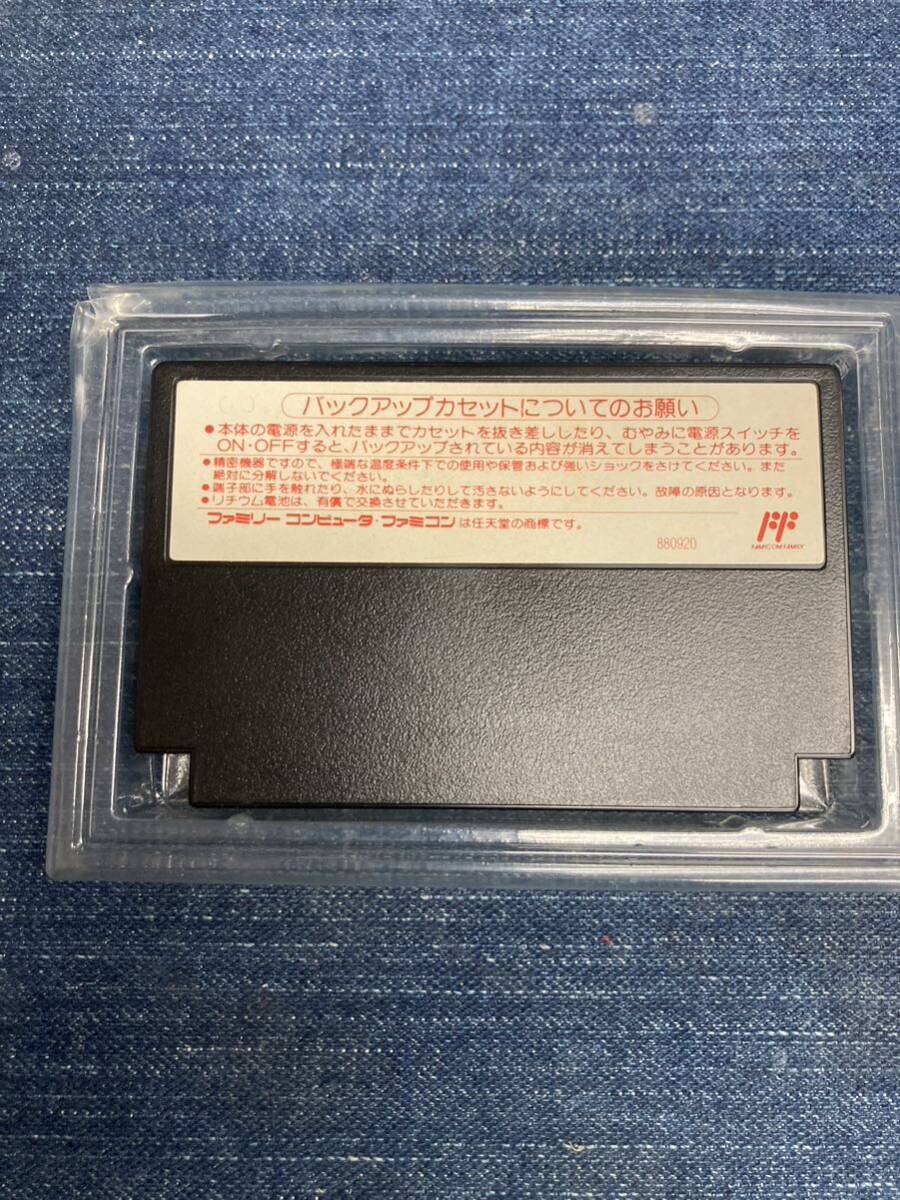 バックアップカセットについてのお願い
●本体の電源を入れたままでカセットを抜き差ししたり、むやみに電源スイッチを
ON・OFFすると、バックアップされている内容が消えてしまうことがあります。
●精密機器ですので、極端な温度条件下での使用や保管および強いショックをさけてください。また
絶対に分解しないでください。
●端子部に手を触れたり、水にぬらしたりして汚さないようにしてください。故障の原因となります。
●リチウム電池は、有償で交換させていただきます。
ファミリー コンピュータ・ファミコンは任天堂の商標です。
880920
FAMICOM FAMILY